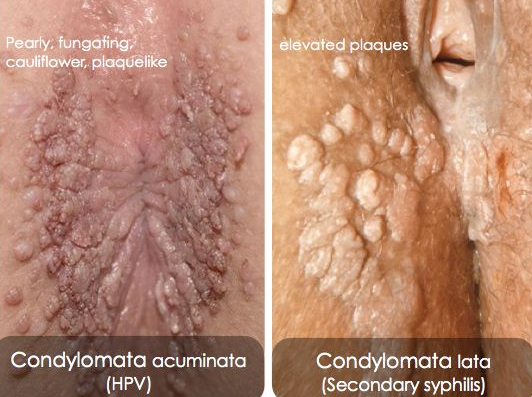 Pearly, fungating,
cauliflower, plaquelike
Condylomata acuminata
(HPV)
elevated plaques
Condylomata lata
(Secondary syphilis)